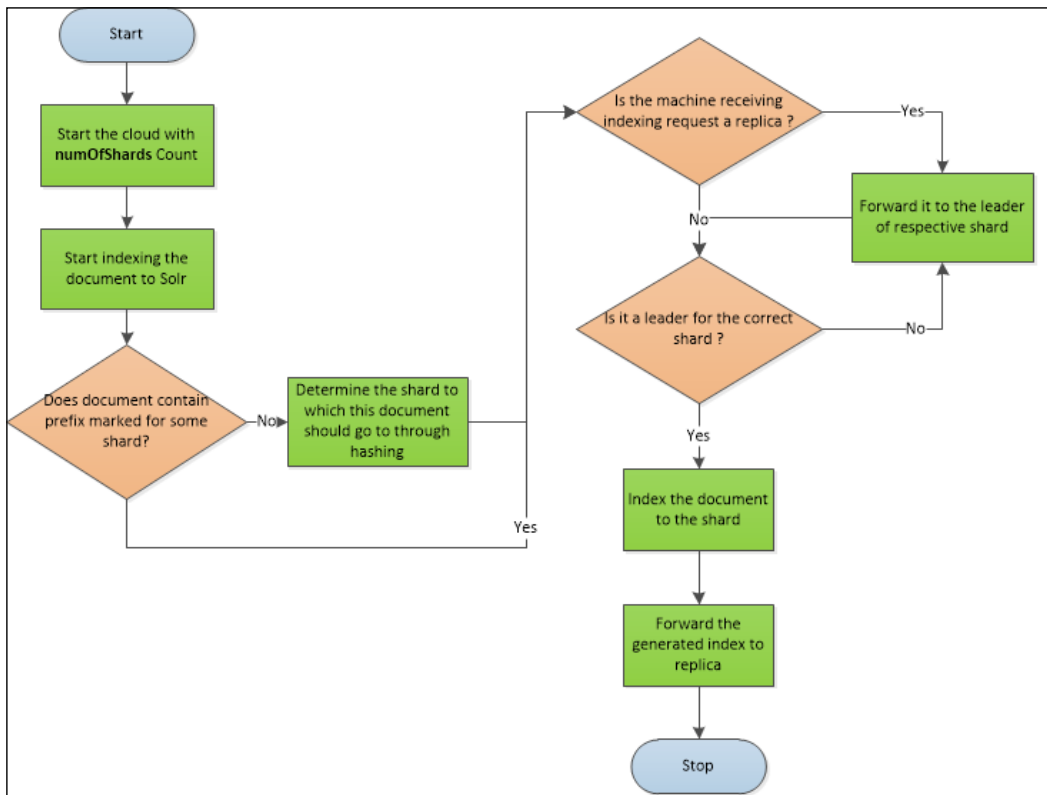 Start
Start the cloud with
numOfShards Count
Start indexing the
document to Solr
Does document contain
prefix marked for some
shard?
No
Determine the shard to
which this document
should go to through
hashing
Yes
Is the machine receiving
indexing request a replica ?
Yes
Forward it to the leader
of respective shard
No
Is it a leader for the correct
shard ?
No
Yes
Index the document
to the shard
Forward the
generated index to
replica
Stop